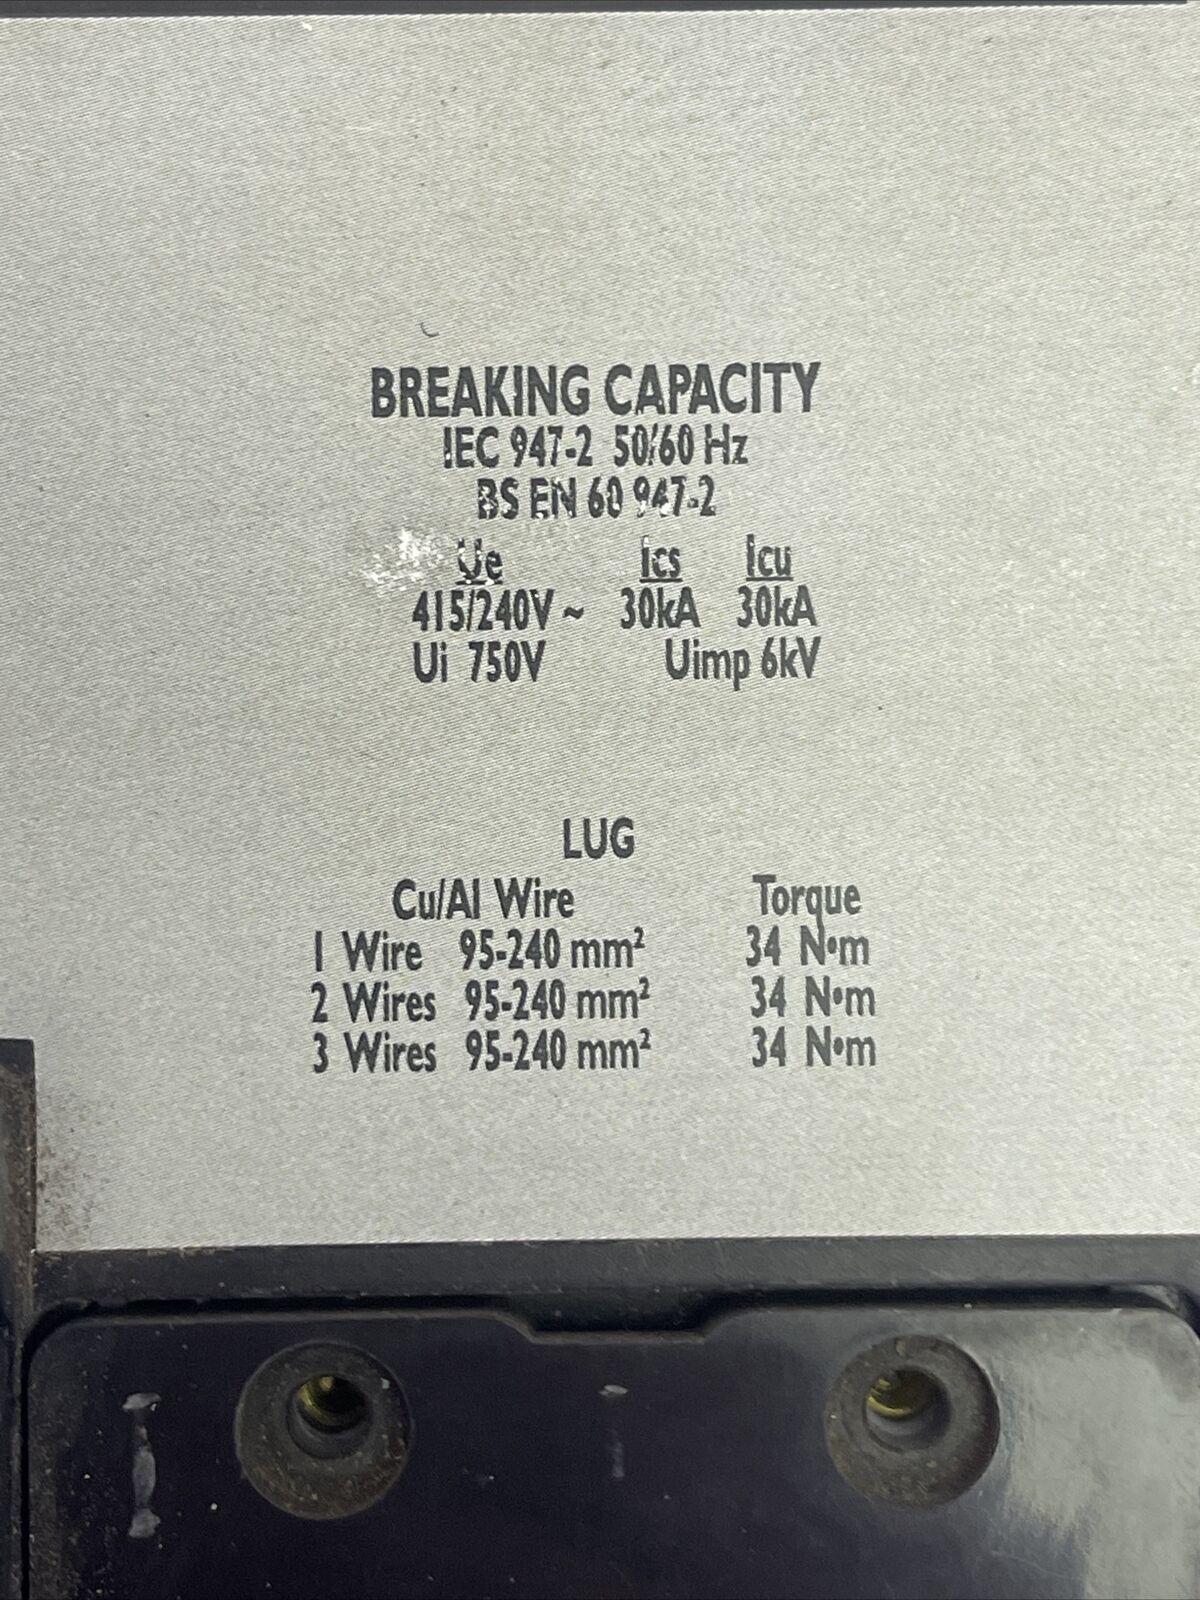 BREAKING CAPACITY
IEC 947-2 50/60 Hz
BS EN 60 947-2
Ue Ics Icu
415/240V ~ 30kA 30kA
Ui 750V Uimp 6kV
LUG
Cu/Al Wire Torque
1 Wire 95-240 mm² 34 N•m
2 Wires 95-240 mm² 34 N•m
3 Wires 95-240 mm² 34 N•m